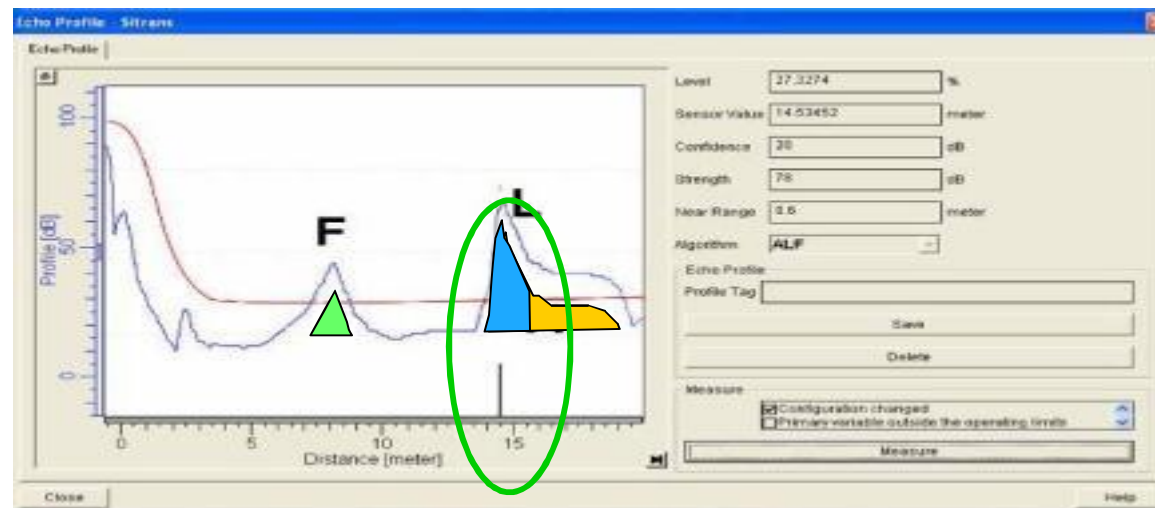 Echo Profile - Sitrans
Echo Profile
Profile [dB]
100
50
0
F
L
0 5 10 15
Distance [meter]
Level 37.3274 %
Sensor Value 14.53452 meter
Confidence 20 dB
Strength 78 dB
Near Range 0.6 meter
Algorithm ALF
Echo Profile
Profile Tag
Save
Delete
Measure
Configuration changed
Primary variable outside the operating limits
Measure
Close
Help